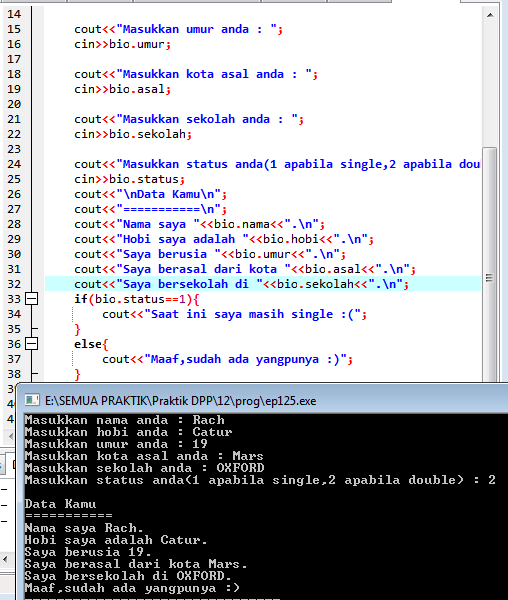 14
15 cout<<"Masukkan umur anda : ";
16 cin>>bio.umur;
17
18 cout<<"Masukkan kota asal anda : ";
19 cin>>bio.asal;
20
21 cout<<"Masukkan sekolah anda : ";
22 cin>>bio.sekolah;
23
24 cout<<"Masukkan status anda(1 apabila single,2 apabila dou
25 cin>>bio.status;
26 cout<<"\nData Kamu\n";
27 cout<<"===========\n";
28 cout<<"Nama saya "<<bio.nama<<".\n";
29 cout<<"Hobi saya adalah "<<bio.hobi<<".\n";
30 cout<<"Saya berusia "<<bio.umur<<".\n";
31 cout<<"Saya berasal dari kota "<<bio.asal<<".\n";
32 cout<<"Saya bersekolah di "<<bio.sekolah<<".\n";
33 if(bio.status==1){
34 cout<<"Saat ini saya masih single :(";
35 }
36 else{
37 cout<<"Maaf,sudah ada yangpunya :)";
38 }
E:\SEMUA PRAKTIK\Praktik DPP\12\prog\ep125.exe
Masukkan nama anda : Rach
Masukkan hobi anda : Catur
Masukkan umur anda : 19
Masukkan kota asal anda : Mars
Masukkan sekolah anda : OXFORD
Masukkan status anda(1 apabila single,2 apabila double) : 2
Data Kamu
===========
Nama saya Rach.
Hobi saya adalah Catur.
Saya berusia 19.
Saya berasal dari kota Mars.
Saya bersekolah di OXFORD.
Maaf,sudah ada yangpunya :)